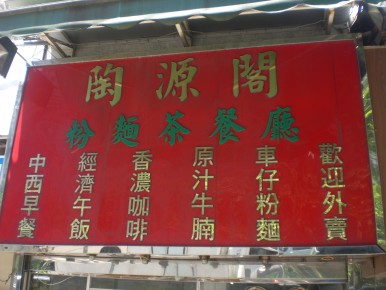 陶源閣
粉麵茶餐廳
中西早餐
經濟午飯
香濃咖啡
原汁牛腩
車仔粉麵
歡迎外賣